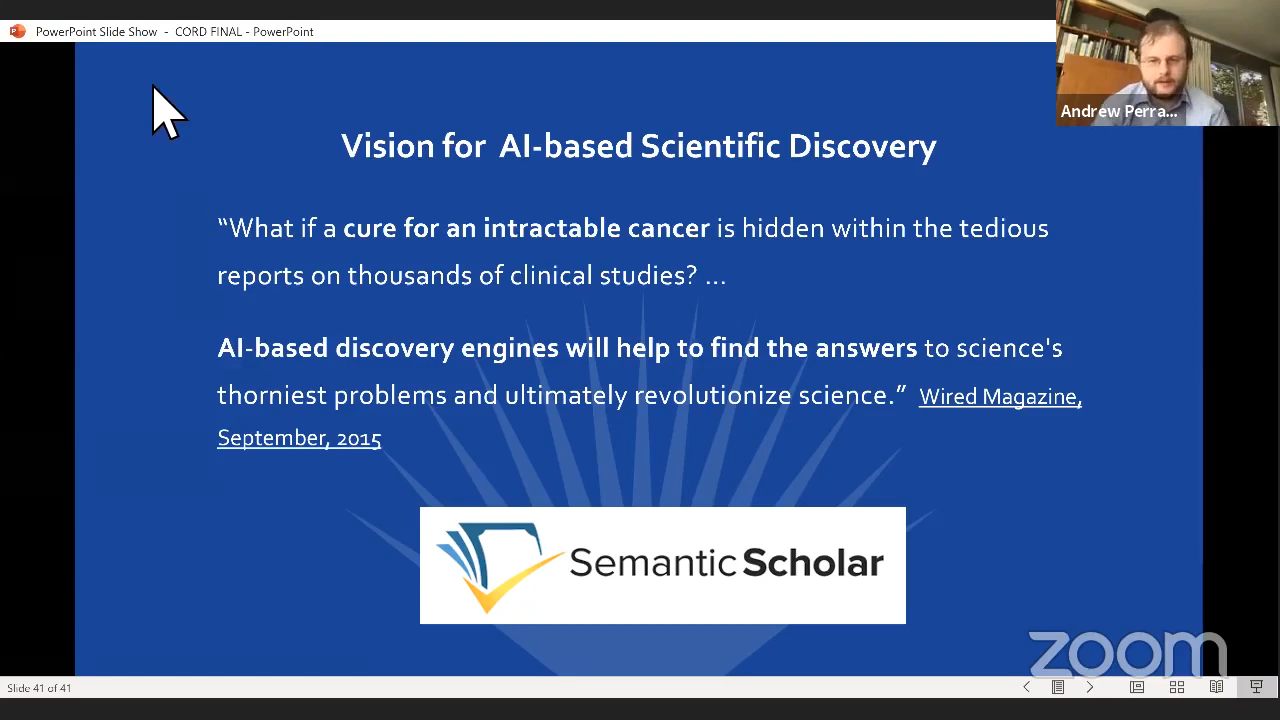 PowerPoint Slide Show - CORD FINAL - PowerPoint
Andrew Perra...
Vision for AI-based Scientific Discovery
“What if a cure for an intractable cancer is hidden within the tedious
reports on thousands of clinical studies? ...
AI-based discovery engines will help to find the answers to science's
thorniest problems and ultimately revolutionize science.” Wired Magazine,
September, 2015
Semantic Scholar
zoom
Slide 41 of 41